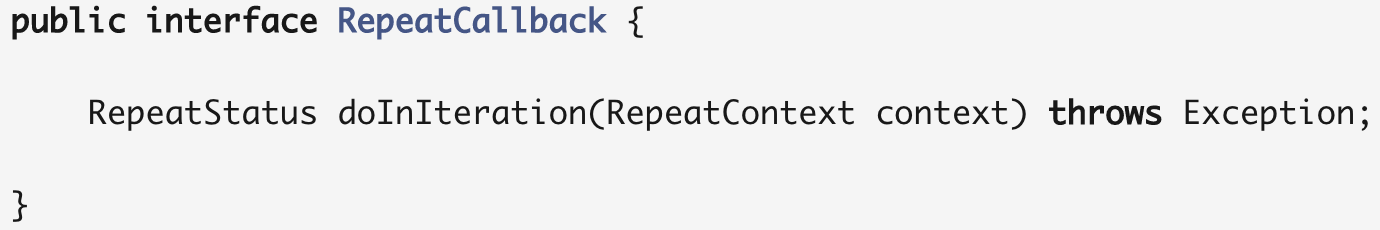 public interface RepeatCallback {
    RepeatStatus doInIteration(RepeatContext context) throws Exception;
}